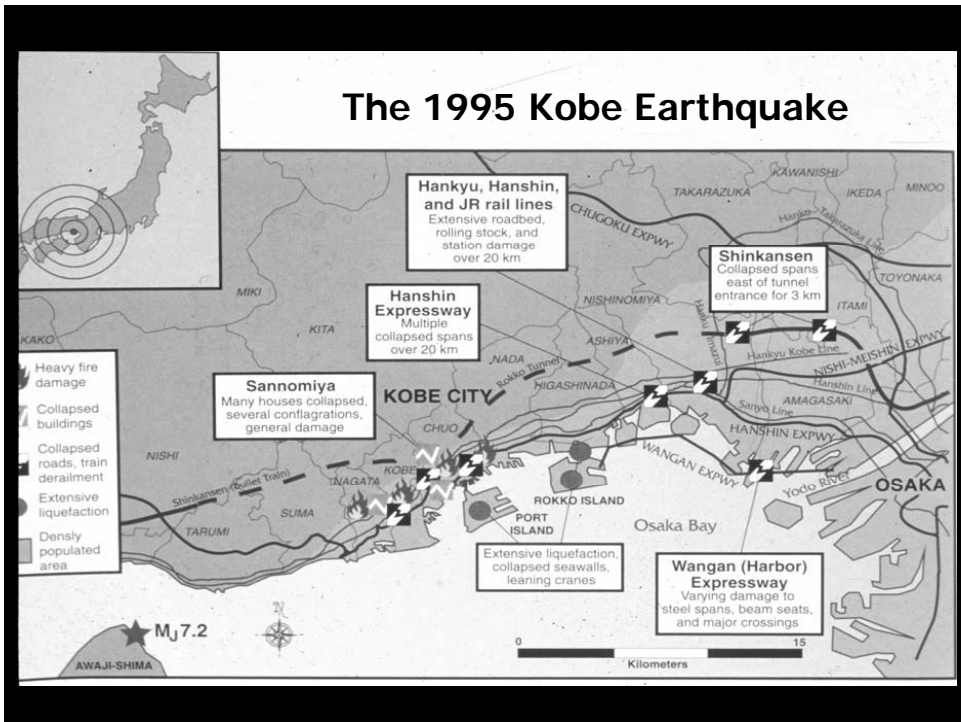 The 1995 Kobe Earthquake
Hankyu, Hanshin,
and JR rail lines
Extensive roadbed,
rolling stock, and
station damage
over 20 km
CHUGOKU EXPWY
TAKARAZUKA
KAWANISHI
IKEDA
MINOO
Takarazuka Line
TOYONAKA
Shinkansen
Collapsed spans
east of tunnel
entrance for 3 km
ITAMI
MIKI
KITA
Hanshin
Expressway
Multiple
collapsed spans
over 20 km
NISHINOMIYA
ASHIYA
NADA
Rokko Tunnel
HIGASHINADA
Hankyu Kobe Line
NISHI-MEISHIN EXPWY
Hanshin Line
AMAGASAKI
Sanyo Line
HANSHIN EXPWY
WANGAN EXPWY
Yodo River
OSAKA
KAKO
Heavy fire
damage
Collapsed
buildings
Collapsed
roads, train
derailment
Extensive
liquefaction
Densly
populated
area
Sannomiya
Many houses collapsed,
several conflagrations,
general damage
KOBE CITY
CHUO
KOBE
NAGATA
NISHI
Shinkansen (Bullet Train)
SUMA
TARUMI
ROKKO ISLAND
PORT
ISLAND
Osaka Bay
Extensive liquefaction,
collapsed seawalls,
leaning cranes
Wangan (Harbor)
Expressway
Varying damage to
steel spans, beam seats,
and major crossings
N
MJ7.2
AWAJI-SHIMA
0
15
Kilometers